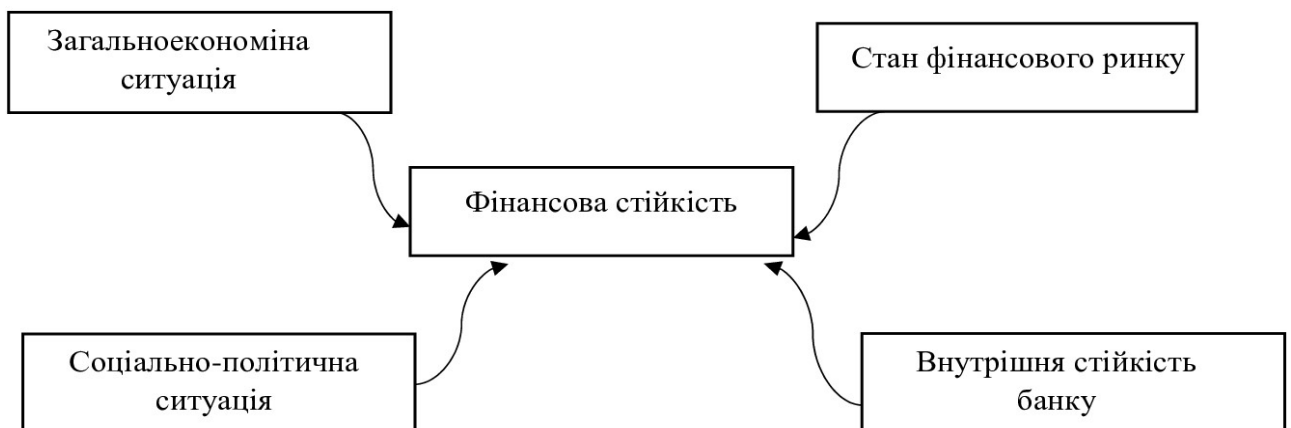 Загальноекономіна
ситуація
Стан фінансового ринку
Фінансова стійкість
Соціально-політична
ситуація
Внутрішня стійкість
банку